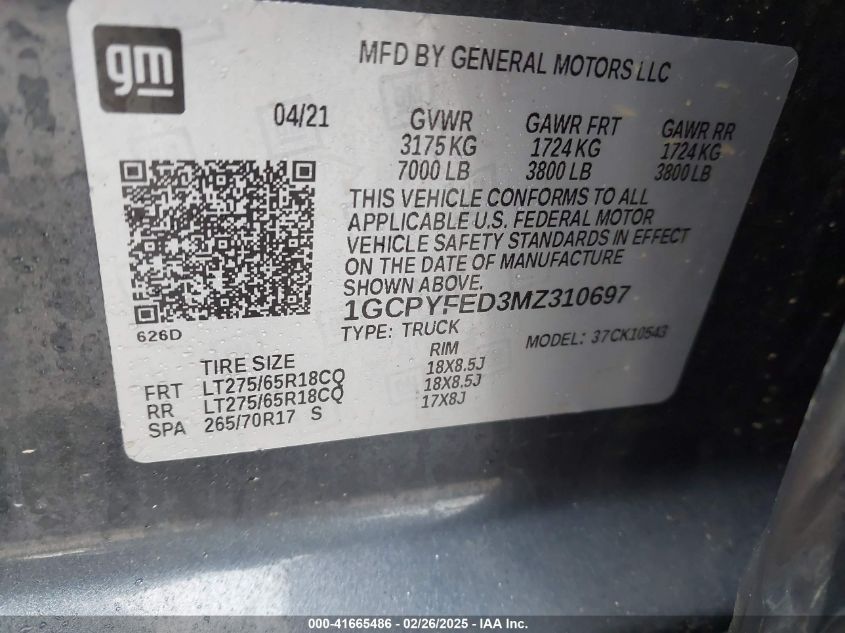 gm
MFD BY GENERAL MOTORS LLC
04/21
GVWR GAWR FRT GAWR RR
3175 KG 1724 KG 1724 KG
7000 LB 3800 LB 3800 LB
THIS VEHICLE CONFORMS TO ALL
APPLICABLE U.S. FEDERAL MOTOR
VEHICLE SAFETY STANDARDS IN EFFECT
ON THE DATE OF MANUFACTURE
SHOWN ABOVE.
1GCPYFED3MZ310697
626D
TYPE: TRUCK MODEL: 37CK10543
TIRE SIZE RIM
FRT LT275/65R18CQ 18X8.5J
RR LT275/65R18CQ 18X8.5J
SPA 265/70R17 S 17X8J
000-41665486 - 02/26/2025 - IAA Inc.